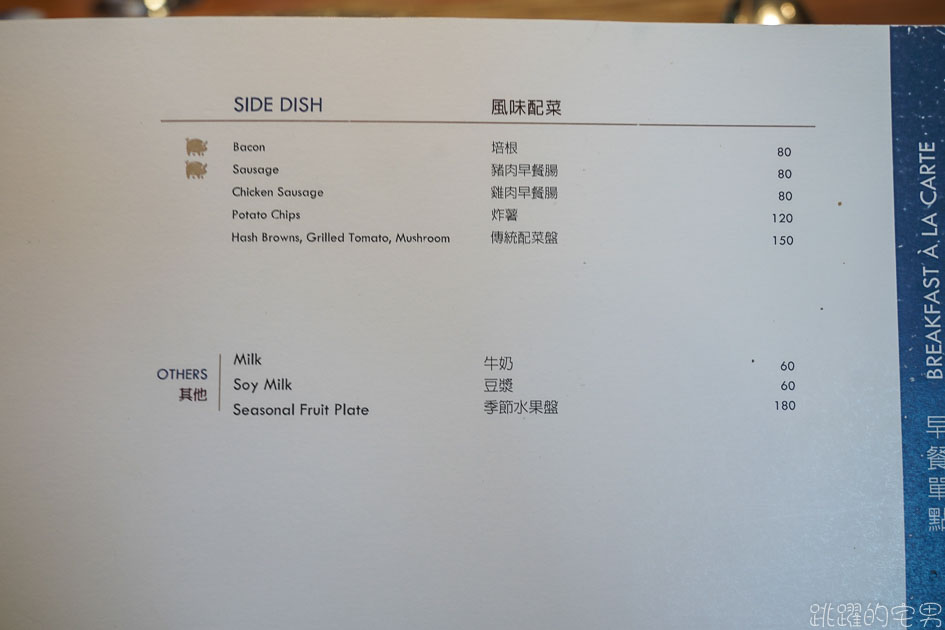 SIDE DISH 風味配菜
Bacon 培根 80
Sausage 豬肉早餐腸 80
Chicken Sausage 雞肉早餐腸 80
Potato Chips 炸薯 120
Hash Browns, Grilled Tomato, Mushroom 傳統配菜盤 150
OTHERS
其他
Milk 牛奶 60
Soy Milk 豆漿 60
Seasonal Fruit Plate 季節水果盤 180
BREAKFAST À LA CARTE
早餐單點
跳躍的宅男